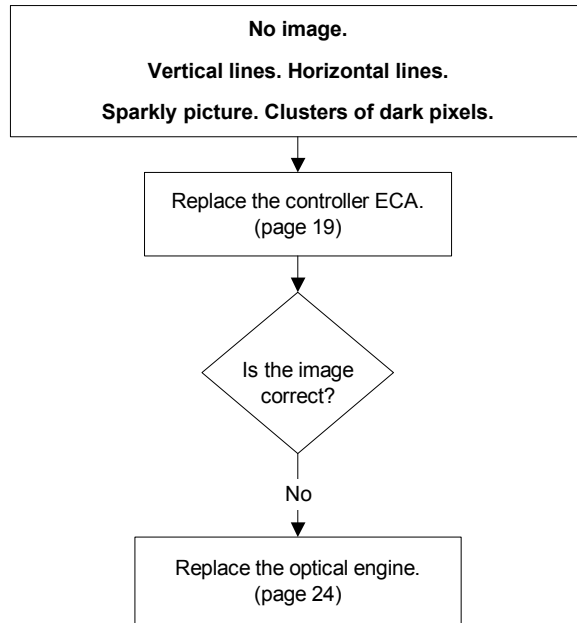 No image.
Vertical lines. Horizontal lines.
Sparkly picture. Clusters of dark pixels.
Replace the controller ECA.
(page 19)
Is the image
correct?
No
Replace the optical engine.
(page 24)